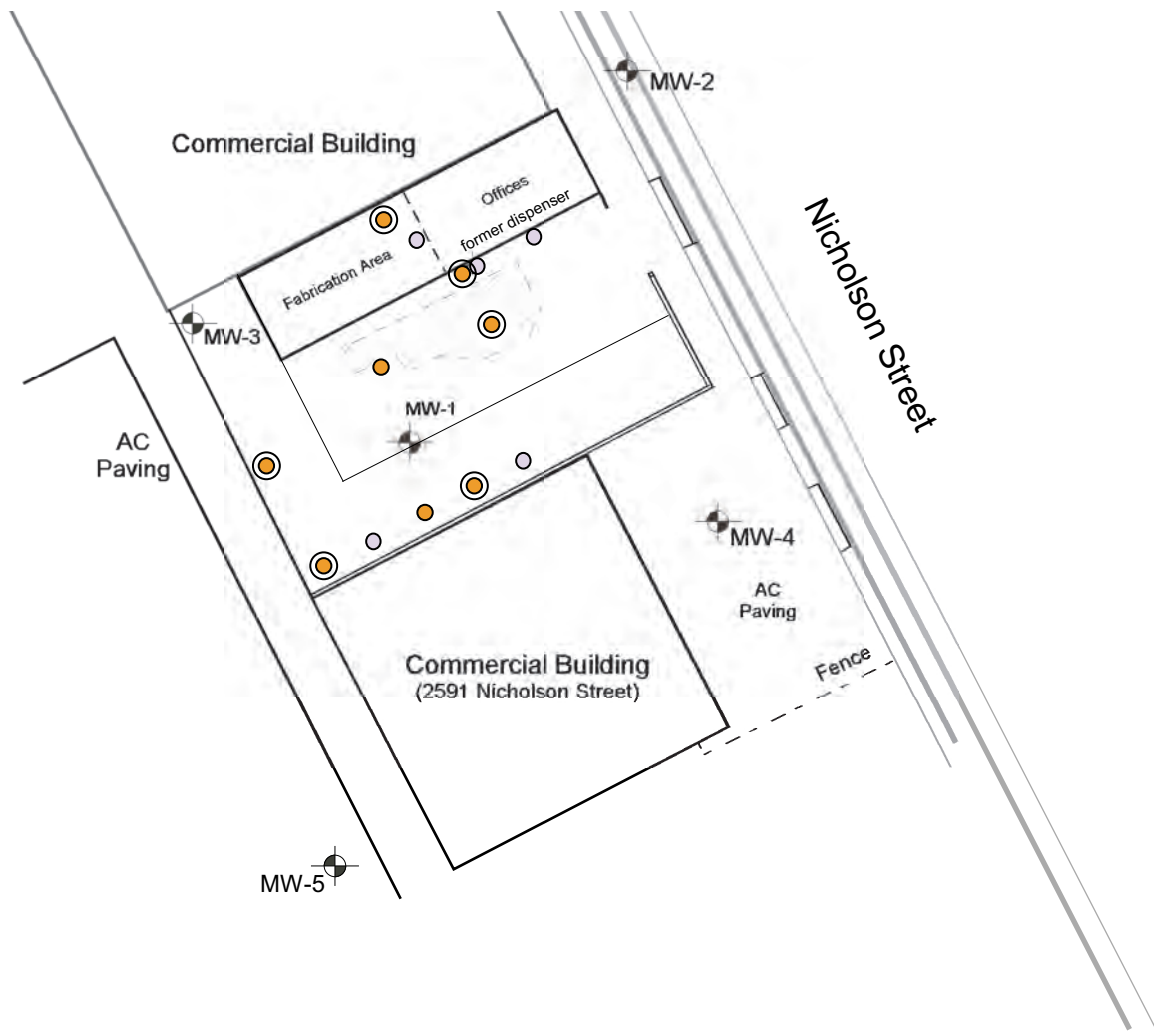 MW-2
Commercial Building
Offices
former dispenser
Fabrication Area
Nicholson Street
MW-3
MW-1
AC
Paving
MW-4
AC
Paving
Commercial Building
(2591 Nicholson Street)
Fence
MW-5